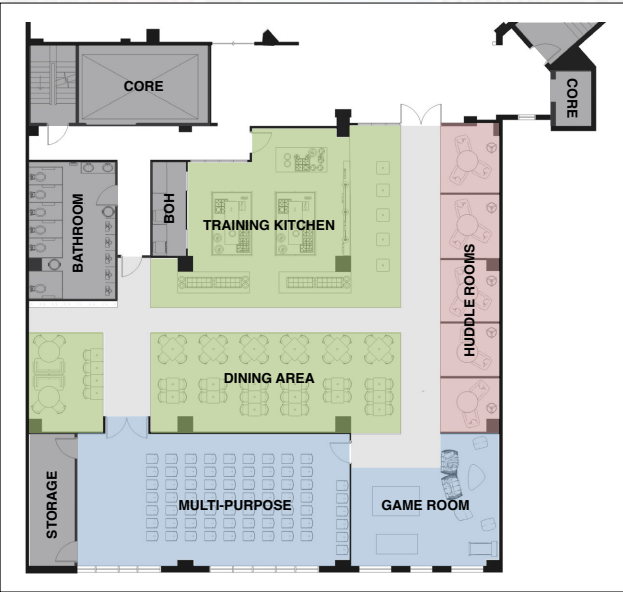 CORE
CORE
BATHROOM
BOH
TRAINING KITCHEN
HUDDLE ROOMS
DINING AREA
STORAGE
MULTI-PURPOSE
GAME ROOM